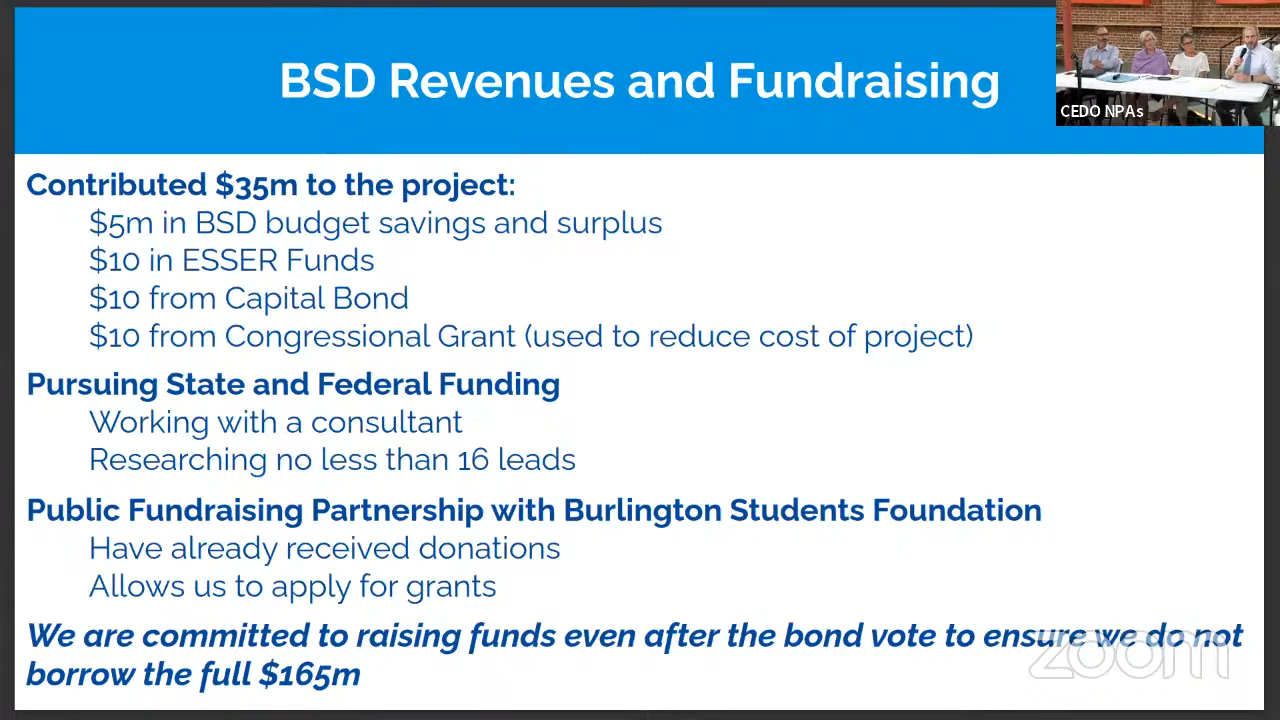 BSD Revenues and Fundraising
CEDO NPAs
Contributed $35m to the project:
$5m in BSD budget savings and surplus
$10 in ESSER Funds
$10 from Capital Bond
$10 from Congressional Grant (used to reduce cost of project)
Pursuing State and Federal Funding
Working with a consultant
Researching no less than 16 leads
Public Fundraising Partnership with Burlington Students Foundation
Have already received donations
Allows us to apply for grants
We are committed to raising funds even after the bond vote to ensure we do not
borrow the full $165m
zoom